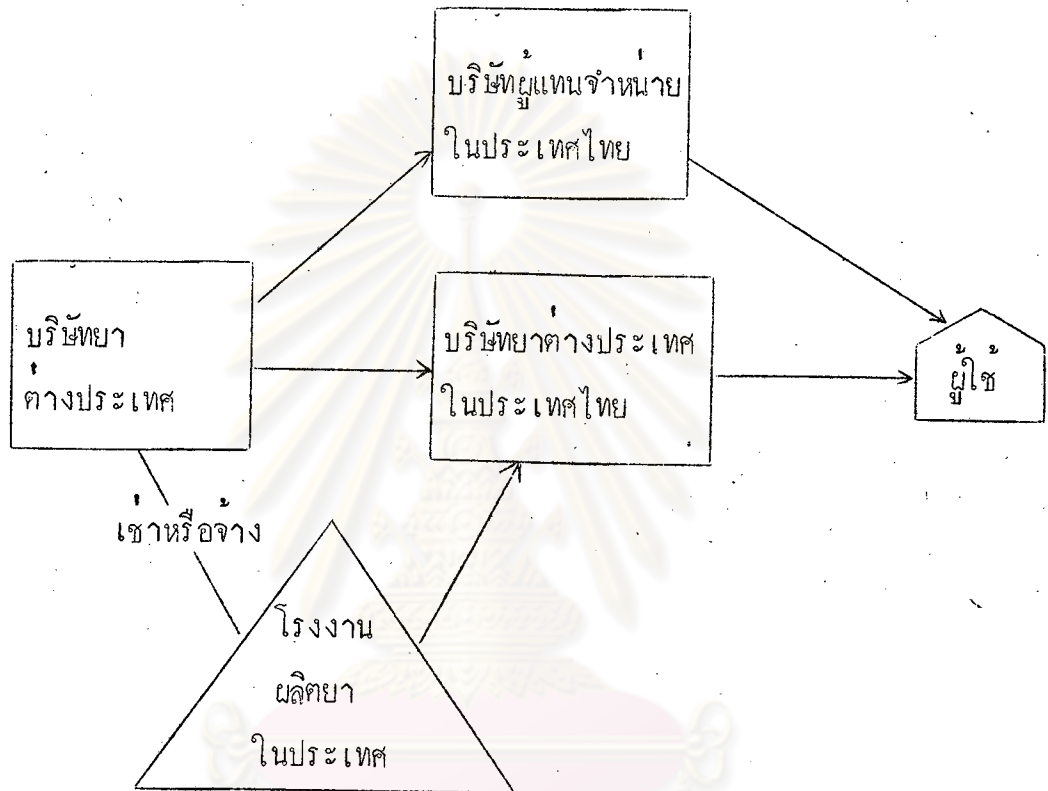 บริษัทผู้แทนจำหน่าย
ในประเทศไทย
บริษัทยา
ต่างประเทศ
บริษัทยาต่างประเทศ
ในประเทศไทย
ผู้ใช้
เช่าหรือจ้าง
โรงงาน
ผลิตยา
ในประเทศ